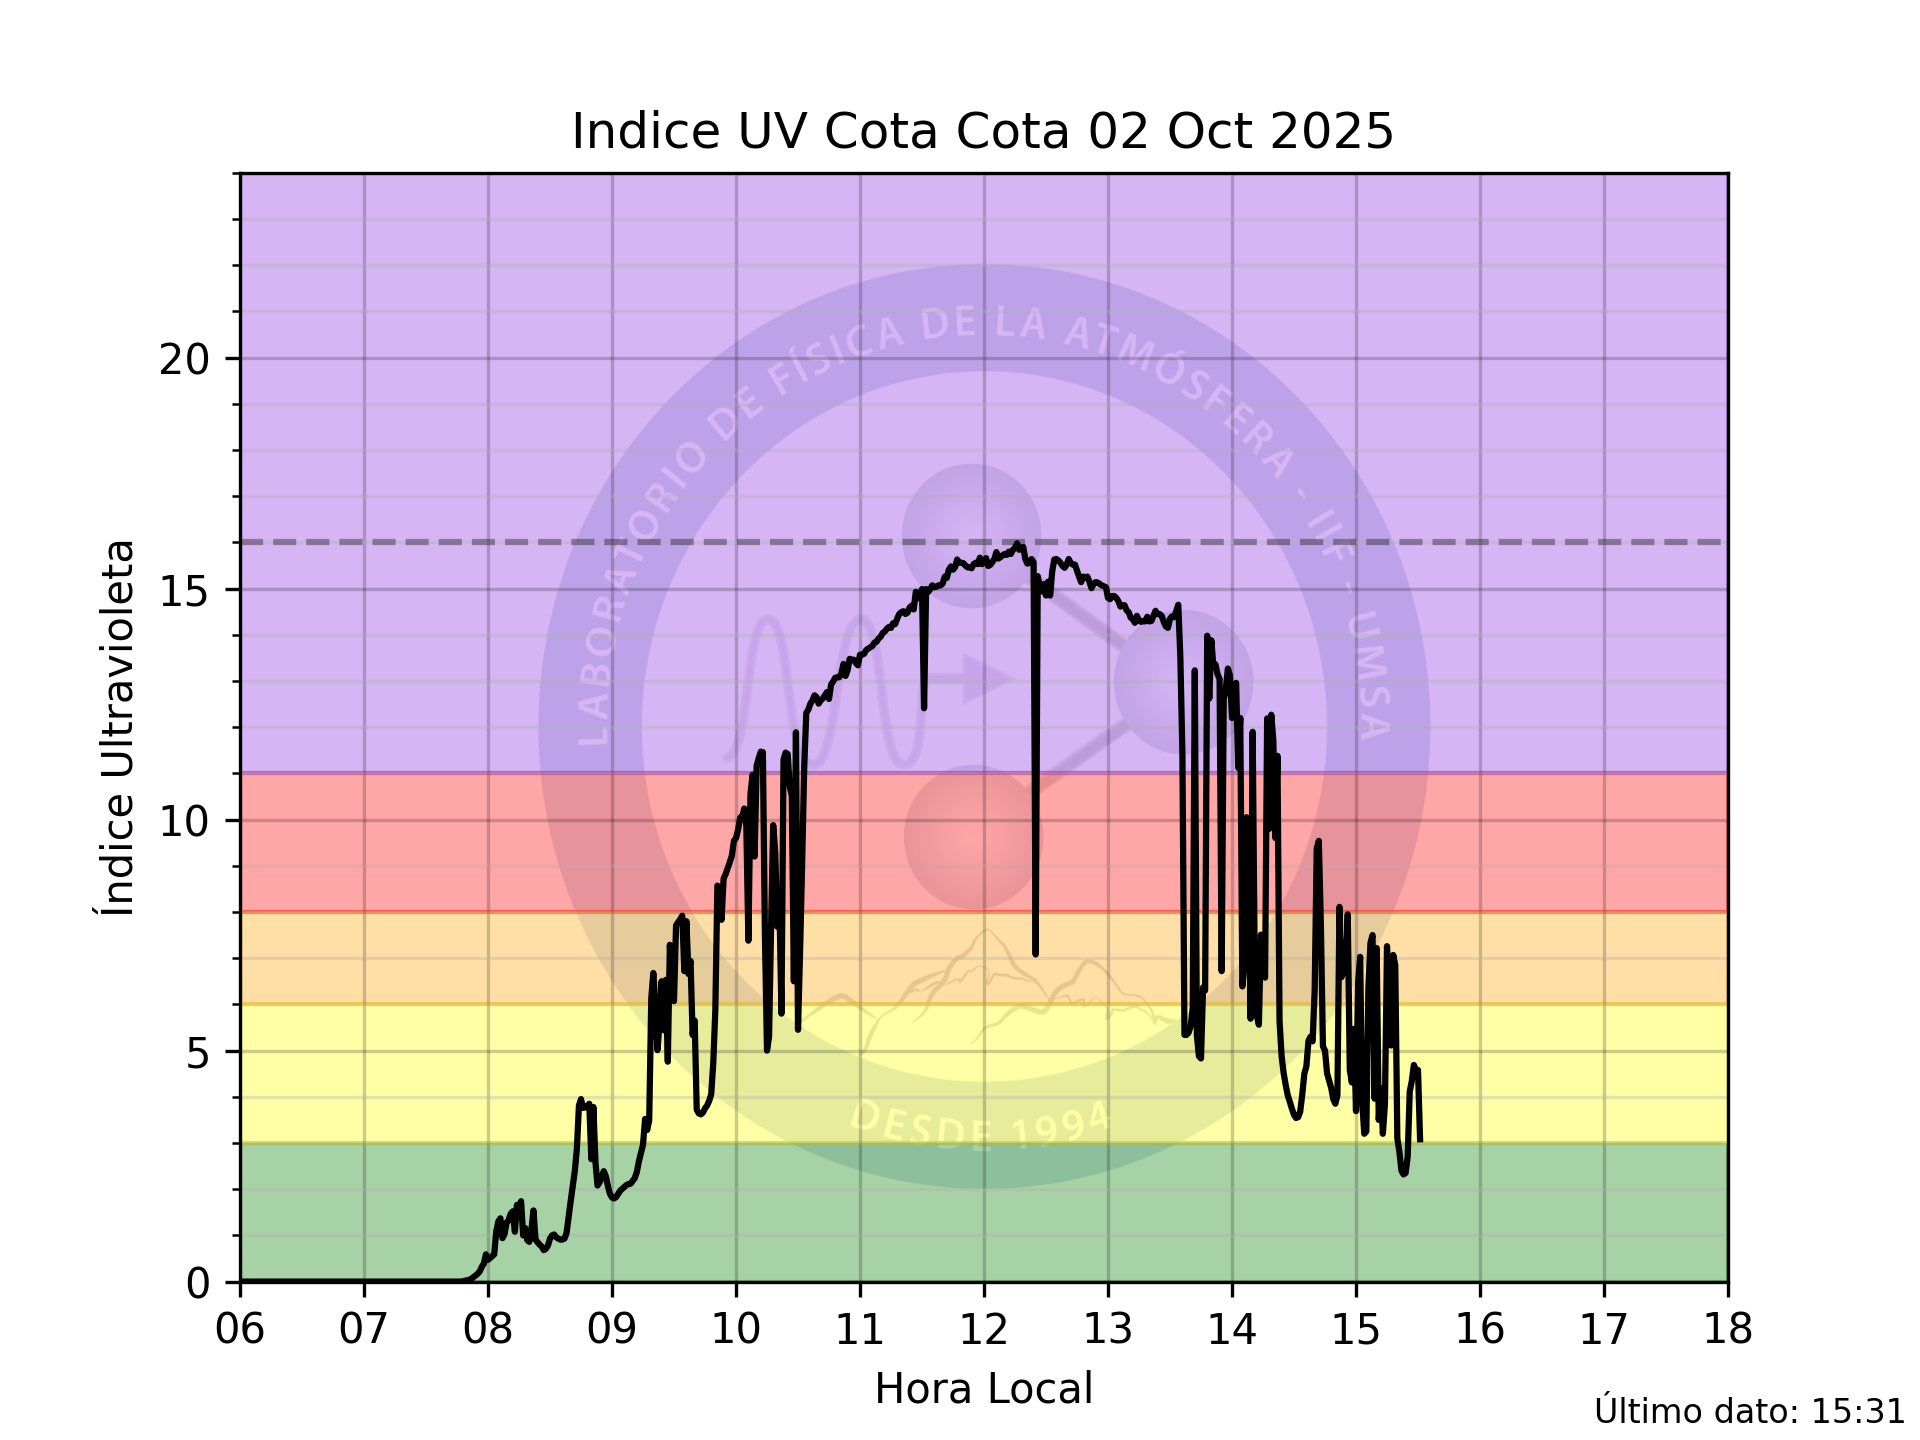 Indice UV Cota Cota 02 Oct 2025
LABORATORIO DE FÍSICA DE LA ATMÓSFERA - IIF - UMSA
DESDE 1994
Índice Ultravioleta
20
15
10
5
0
06 07 08 09 10 11 12 13 14 15 16 17 18
Hora Local
Último dato: 15:31